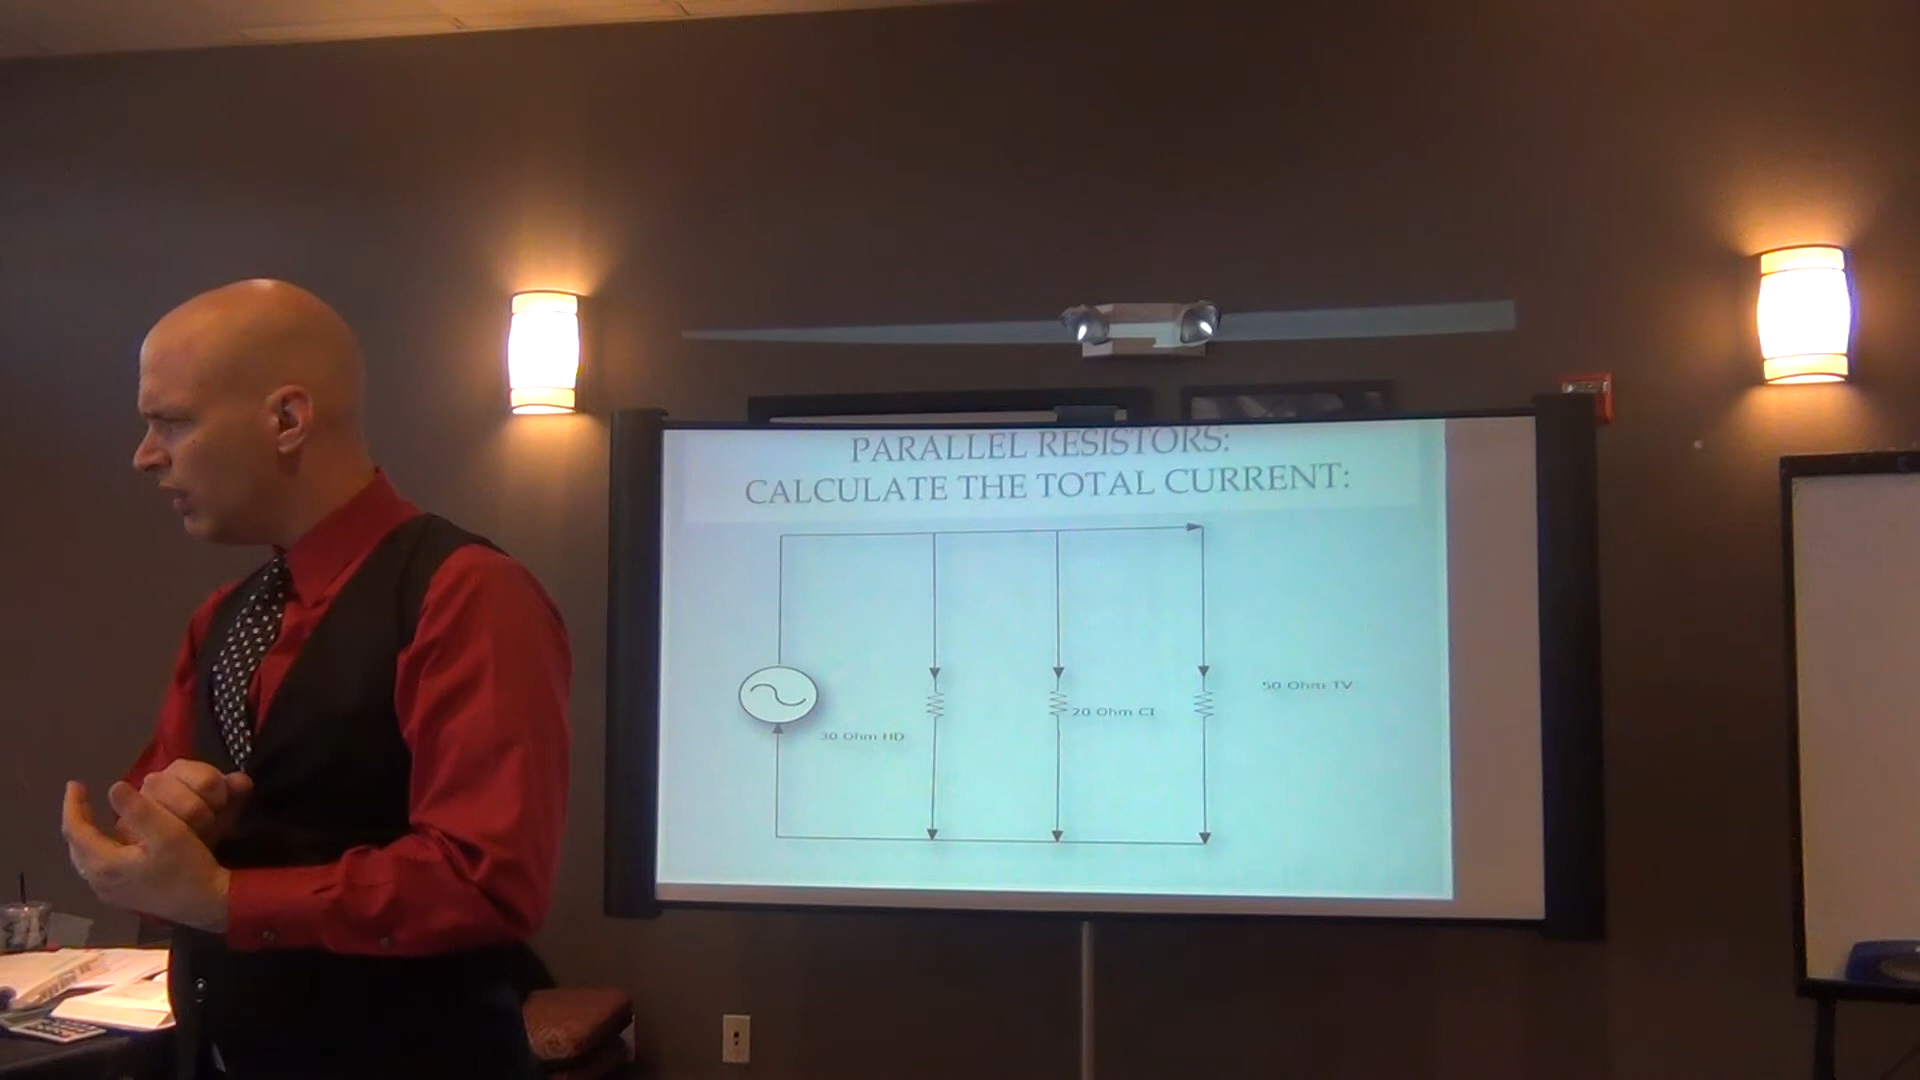 PARALLEL RESISTORS:
CALCULATE THE TOTAL CURRENT:
50 Ohm TV
20 Ohm CI
30 Ohm HD